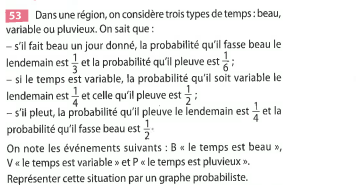 53 Dans une région, on considère trois types de temps : beau,
variable ou pluvieux. On sait que :
– s'il fait beau un jour donné, la probabilité qu'il fasse beau le
lendemain est 1/3 et la probabilité qu'il pleuve est 1/6 ;
– si le temps est variable, la probabilité qu'il soit variable le
lendemain est 1/4 et celle qu'il pleuve est 1/2 ;
– s'il pleut, la probabilité qu'il pleuve le lendemain est 1/4 et la
probabilité qu'il fasse beau est 1/2.
On note les événements suivants : B « le temps est beau »,
V « le temps est variable » et P « le temps est pluvieux ».
Représenter cette situation par un graphe probabiliste.